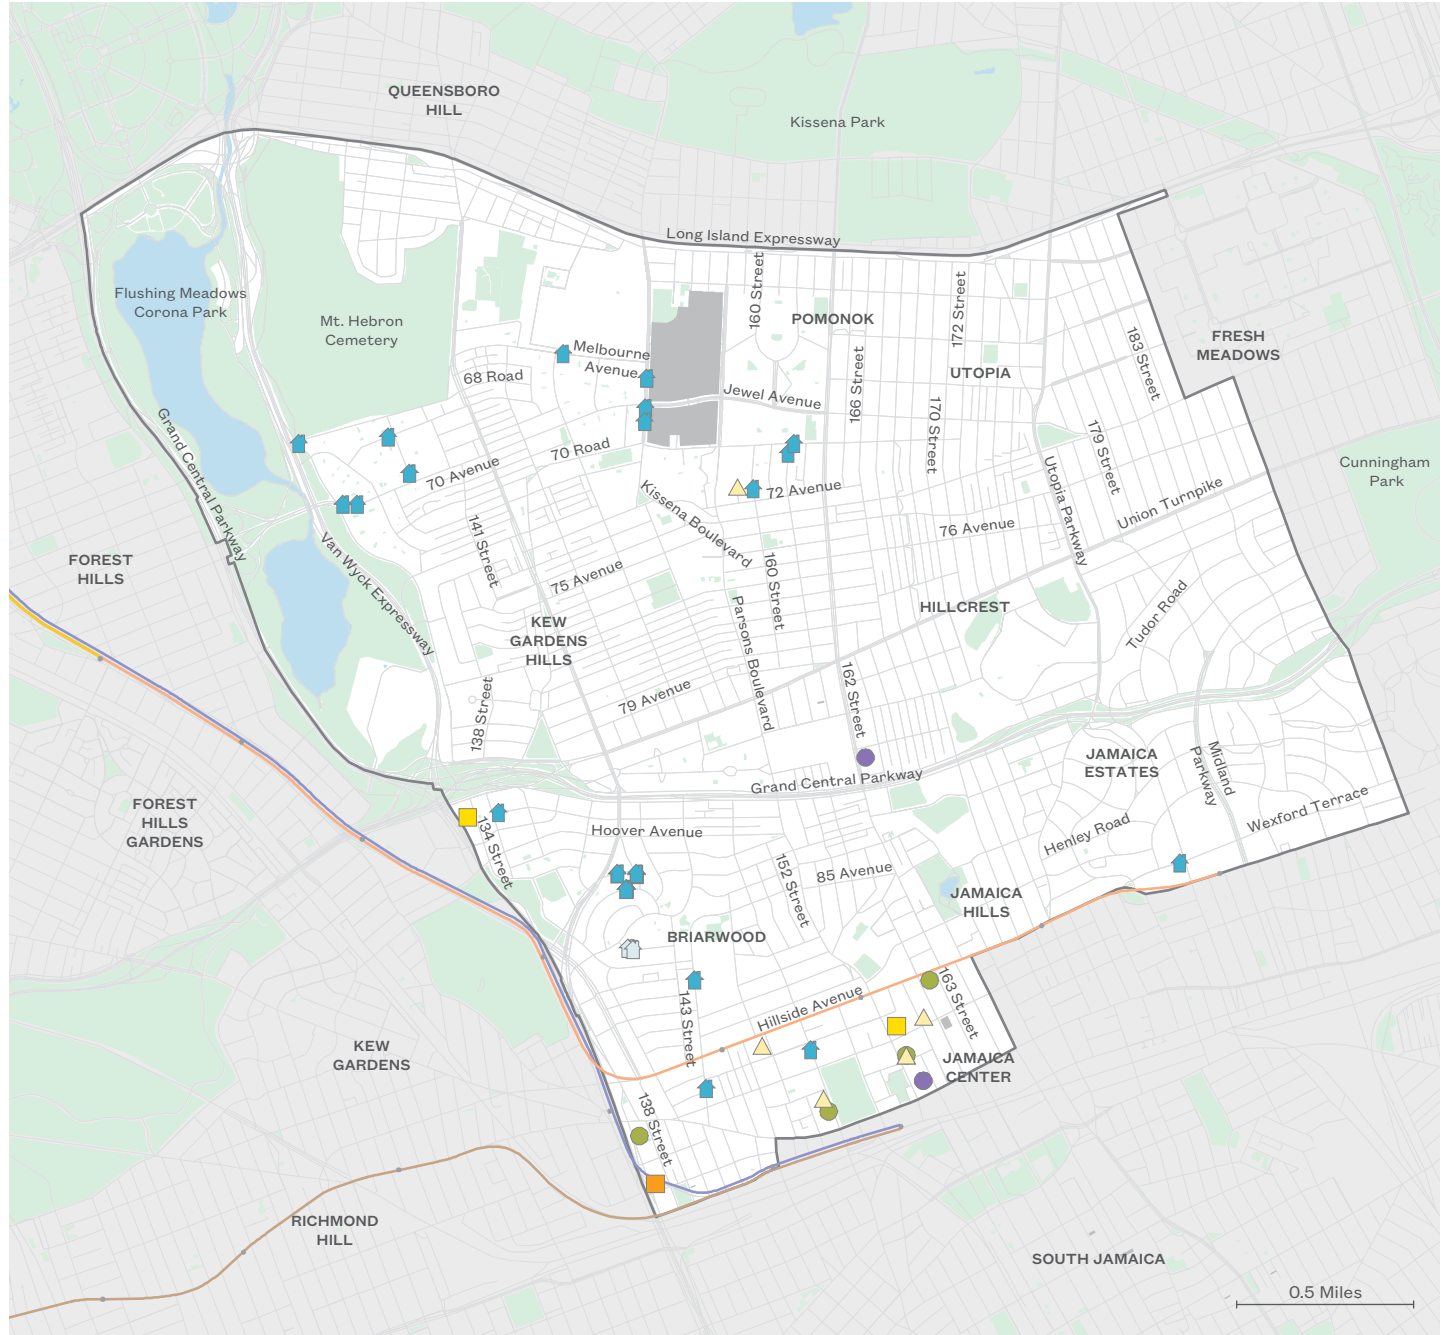 QUEENSBORO
HILL
Kissena Park
Long Island Expressway
160 Street
172 Street
Flushing Meadows
Corona Park
Mt. Hebron
Cemetery
POMONOK
183 Street
FRESH
MEADOWS
Melbourne
Avenue
68 Road
UTOPIA
166 Street
Jewel Avenue
170 Street
Grand Central Parkway
70 Road
70 Avenue
179 Street
Cunningham
Park
Kissena Boulevard
72 Avenue
Utopia Parkway
Union Turnpike
141 Street
76 Avenue
FOREST
HILLS
Van Wyck Expressway
75 Avenue
160 Street
Parsons Boulevard
HILLCREST
Tudor Road
KEW
GARDENS
HILLS
138 Street
79 Avenue
162 Street
JAMAICA
ESTATES
Midland
Parkway
Grand Central Parkway
FOREST
HILLS
GARDENS
134 Street
Hoover Avenue
Henley Road
Wexford Terrace
152 Street
85 Avenue
JAMAICA
HILLS
BRIARWOOD
143 Street
Hillside Avenue
163 Street
KEW
GARDENS
JAMAICA
CENTER
138 Street
RICHMOND
HILL
SOUTH JAMAICA
0.5 Miles